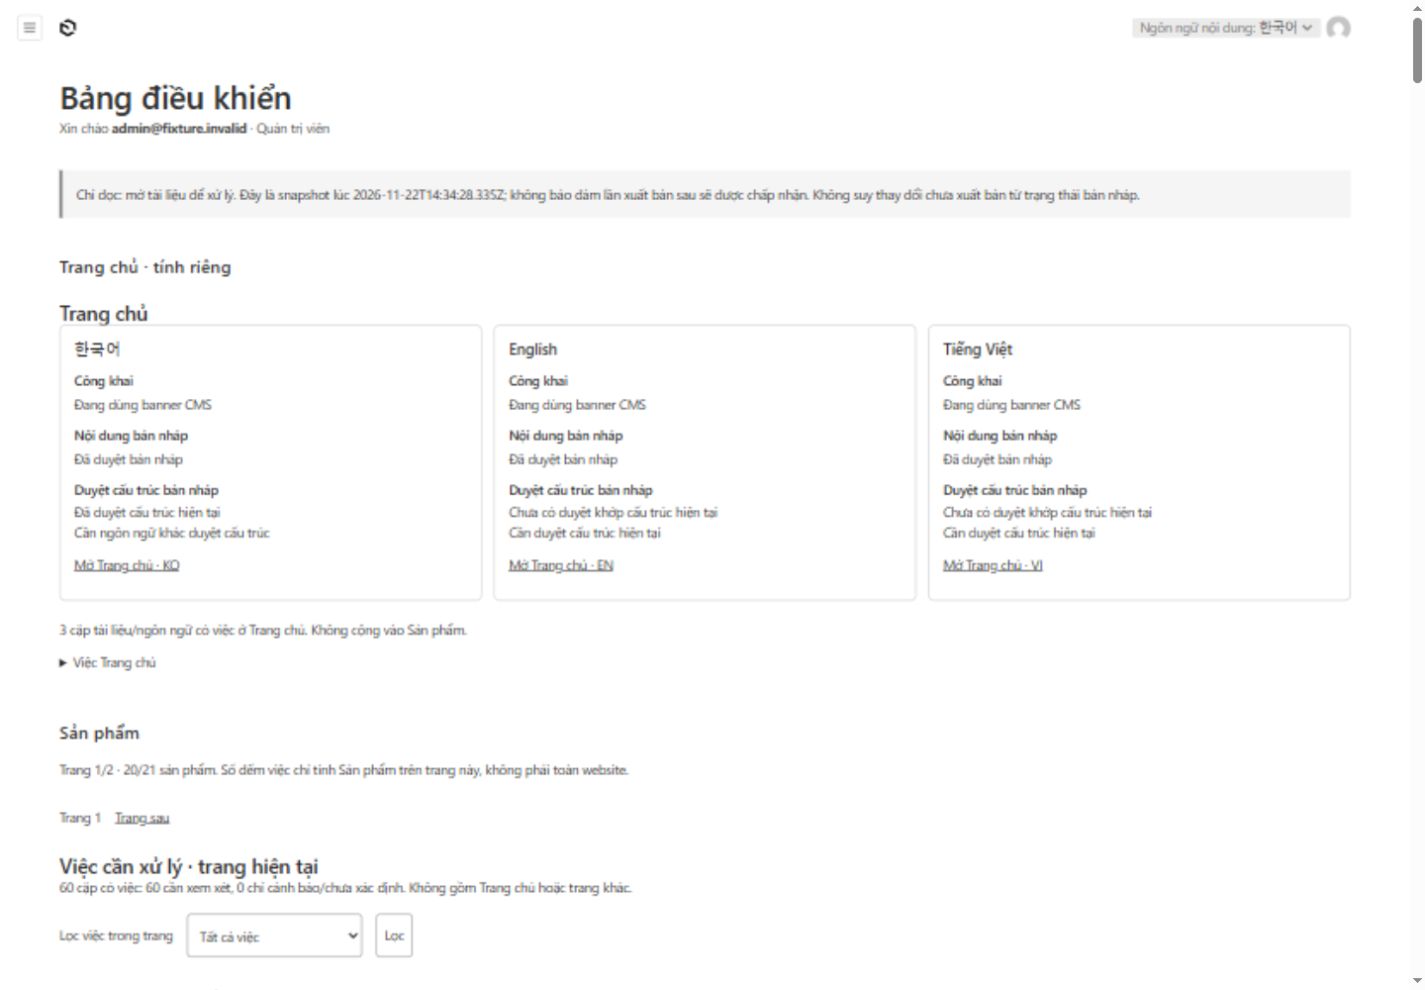 Ngôn ngữ nội dung: 한국어
Bảng điều khiển
Xin chào admin@fixture.invalid · Quản trị viên
Chỉ đọc: mở tài liệu để xử lý. Đây là snapshot lúc 2026-11-22T14:34:28.335Z; không bảo đảm lần xuất bản sau sẽ được chấp nhận. Không suy thay đổi chưa xuất bản từ trạng thái bản nháp.
Trang chủ · tính riêng
Trang chủ
한국어
Công khai
Đang dùng banner CMS
Nội dung bản nháp
Đã duyệt bản nháp
Duyệt cấu trúc bản nháp
Đã duyệt cấu trúc hiện tại
Cần ngôn ngữ khác duyệt cấu trúc
Mở Trang chủ · KO
English
Công khai
Đang dùng banner CMS
Nội dung bản nháp
Đã duyệt bản nháp
Duyệt cấu trúc bản nháp
Chưa có duyệt khớp cấu trúc hiện tại
Cần duyệt cấu trúc hiện tại
Mở Trang chủ · EN
Tiếng Việt
Công khai
Đang dùng banner CMS
Nội dung bản nháp
Đã duyệt bản nháp
Duyệt cấu trúc bản nháp
Chưa có duyệt khớp cấu trúc hiện tại
Cần duyệt cấu trúc hiện tại
Mở Trang chủ · VI
3 cặp tài liệu/ngôn ngữ có việc ở Trang chủ. Không cộng vào Sản phẩm.
Việc Trang chủ
Sản phẩm
Trang 1/2 · 20/21 sản phẩm. Số đếm việc chỉ tính Sản phẩm trên trang này, không phải toàn website.
Trang 1 Trang sau
Việc cần xử lý · trang hiện tại
60 cặp có việc: 60 cần xem xét, 0 chỉ cảnh báo/chưa xác định. Không gồm Trang chủ hoặc trang khác.
Lọc việc trong trang Tất cả việc Lọc